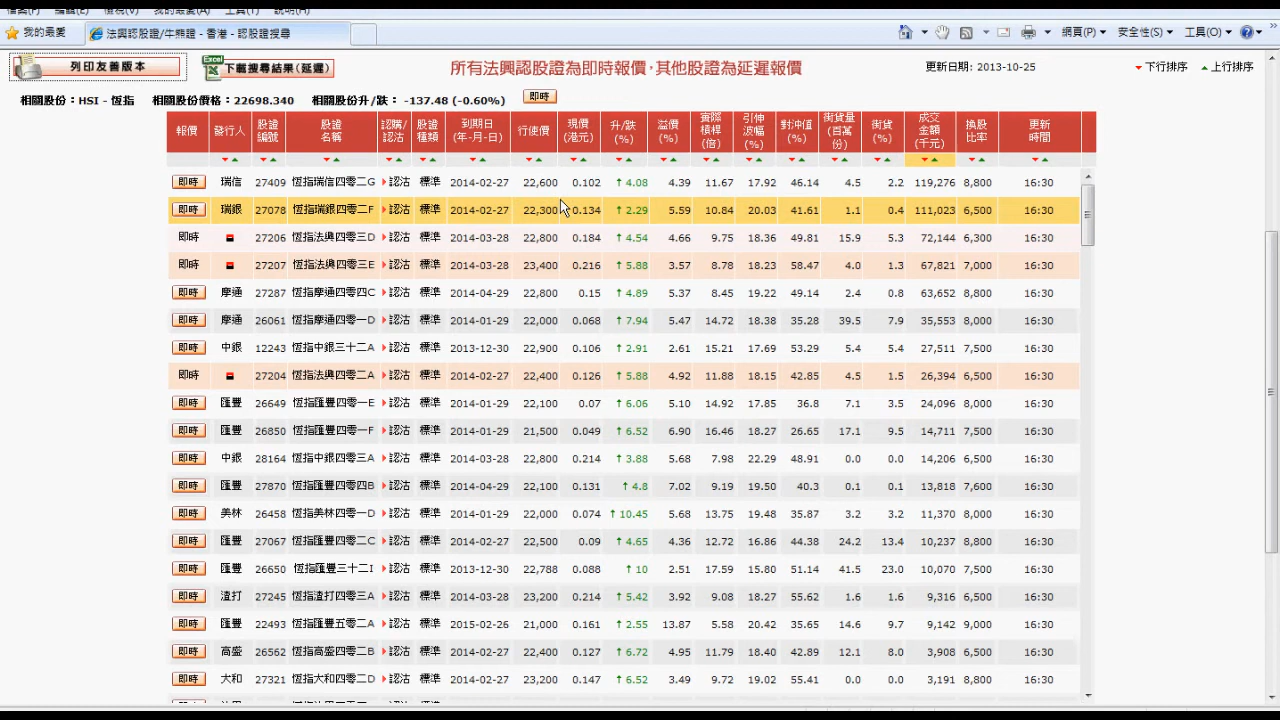 檔案(F) 編輯(E) 檢視(V) 我的最愛(A) 工具(T) 說明(H)
我的最愛 法興認股證/牛熊證 - 香港 - 認股證搜尋 網頁(P) 安全性(S) 工具(O)
列印友善版本 Excel 下載搜尋結果(延遲) 所有法興認股證為即時報價,其他股證為延遲報價 更新日期: 2013-10-25 下行排序 上行排序
相關股份:HSI - 恆指 相關股份價格:22698.340 相關股份升/跌: -137.48 (-0.60%) 即時
報價 發行人 股證編號 股證名稱 認購/認沽 股證種類 到期日(年-月-日) 行使價 現價(港元) 升/跌(%) 溢價(%) 實際槓桿(倍) 引伸波幅(%) 對沖值(%) 街貨量(百萬份) 街貨(%) 成交金額(千元) 換股比率 更新時間
即時 瑞信 27409 恆指瑞信四零二G 認沽 標準 2014-02-27 22,600 0.102 ↑4.08 4.39 11.67 17.92 46.14 4.5 2.2 119,276 8,800 16:30
即時 瑞銀 27078 恆指瑞銀四零二F 認沽 標準 2014-02-27 22,300 0.134 ↑2.29 5.59 10.84 20.03 41.61 1.1 0.4 111,023 6,500 16:30
即時 27206 恆指法興四零三D 認沽 標準 2014-03-28 22,800 0.184 ↑4.54 4.66 9.75 18.36 49.81 15.9 5.3 72,144 6,300 16:30
即時 27207 恆指法興四零三E 認沽 標準 2014-03-28 23,400 0.216 ↑5.88 3.57 8.78 18.23 58.47 4.0 1.3 67,821 7,000 16:30
即時 摩通 27287 恆指摩通四零四C 認沽 標準 2014-04-29 22,800 0.15 ↑4.89 5.37 8.45 19.22 49.14 2.4 0.8 63,652 8,800 16:30
即時 摩通 26061 恆指摩通四零一D 認沽 標準 2014-01-29 22,000 0.068 ↑7.94 5.47 14.72 18.38 35.28 39.5 7.9 35,553 8,000 16:30
即時 中銀 12243 恆指中銀三十二A 認沽 標準 2013-12-30 22,900 0.106 ↑2.91 2.61 15.21 17.69 53.29 5.4 5.4 27,511 7,500 16:30
即時 27204 恆指法興四零二A 認沽 標準 2014-02-27 22,400 0.126 ↑5.88 4.92 11.88 18.15 42.85 4.5 1.5 26,394 6,500 16:30
即時 匯豐 26649 恆指匯豐四零一E 認沽 標準 2014-01-29 22,100 0.07 ↑6.06 5.10 14.92 17.85 36.8 7.1 3.5 24,096 8,000 16:30
即時 匯豐 26850 恆指匯豐四零一F 認沽 標準 2014-01-29 21,500 0.049 ↑6.52 6.90 16.46 18.27 26.65 17.1 9.5 14,711 7,500 16:30
即時 中銀 28164 恆指中銀四零三A 認沽 標準 2014-03-28 22,800 0.214 ↑3.88 5.68 7.98 22.29 48.91 0.0 0.0 14,206 6,500 16:30
即時 匯豐 27870 恆指匯豐四零四B 認沽 標準 2014-04-29 22,100 0.131 ↑4.8 7.02 9.19 19.50 40.3 0.1 0.1 13,818 7,600 16:30
即時 美林 26458 恆指美林四零一D 認沽 標準 2014-01-29 22,000 0.074 ↑10.45 5.68 13.75 19.48 35.87 3.2 3.2 11,370 8,000 16:30
即時 匯豐 27067 恆指匯豐四零二C 認沽 標準 2014-02-27 22,500 0.09 ↑4.65 4.36 12.72 16.86 44.38 24.2 13.4 10,237 8,800 16:30
即時 匯豐 26650 恆指匯豐三十二I 認沽 標準 2013-12-30 22,788 0.088 ↑10 2.51 17.59 15.80 51.14 41.5 23.0 10,070 7,500 16:30
即時 渣打 27245 恆指渣打四零三A 認沽 標準 2014-03-28 23,200 0.214 ↑5.42 3.92 9.08 18.27 55.62 1.6 1.6 9,316 6,500 16:30
即時 匯豐 22493 恆指匯豐五零二A 認沽 標準 2015-02-26 21,000 0.161 ↑2.55 13.87 5.58 20.42 35.65 14.6 9.7 9,142 9,000 16:30
即時 高盛 26562 恆指高盛四零二B 認沽 標準 2014-02-27 22,400 0.127 ↑6.72 4.95 11.79 18.40 42.89 12.1 8.0 3,908 6,500 16:30
即時 大和 27321 恆指大和四零二D 認沽 標準 2014-02-27 23,200 0.147 ↑6.52 3.49 9.72 19.02 55.41 0.0 0.0 3,191 8,800 16:30